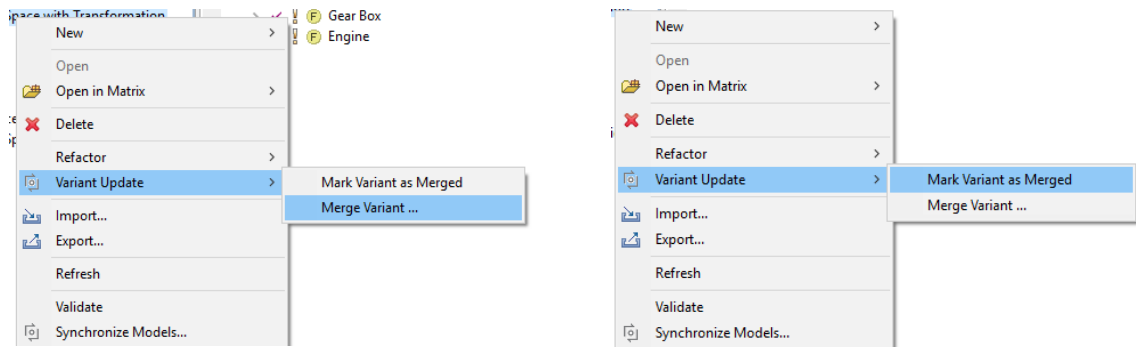 Space with Transformation
Gear Box
Engine
New
Open
Open in Matrix
Delete
Refactor
Variant Update
Mark Variant as Merged
Merge Variant ...
Import...
Export...
Refresh
Validate
Synchronize Models...
New
Open
Open in Matrix
Delete
Refactor
Variant Update
Mark Variant as Merged
Merge Variant ...
Import...
Export...
Refresh
Validate
Synchronize Models...